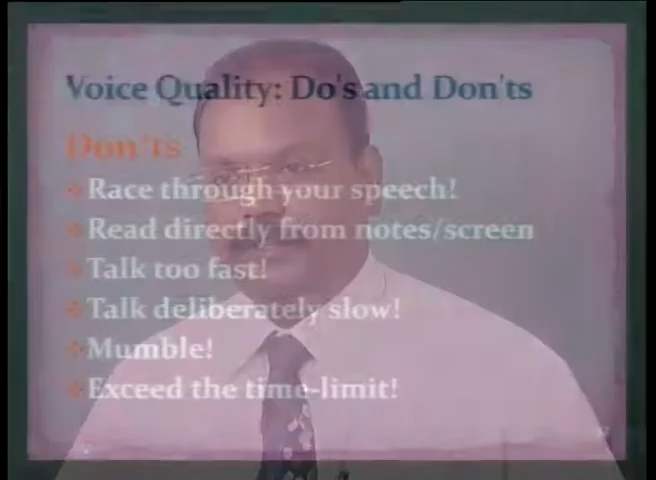 Voice Quality: Do's and Don'ts
Don'ts
Race through your speech!
Read directly from notes/screen
Talk too fast!
Talk deliberately slow!
Mumble!
Exceed the time-limit!